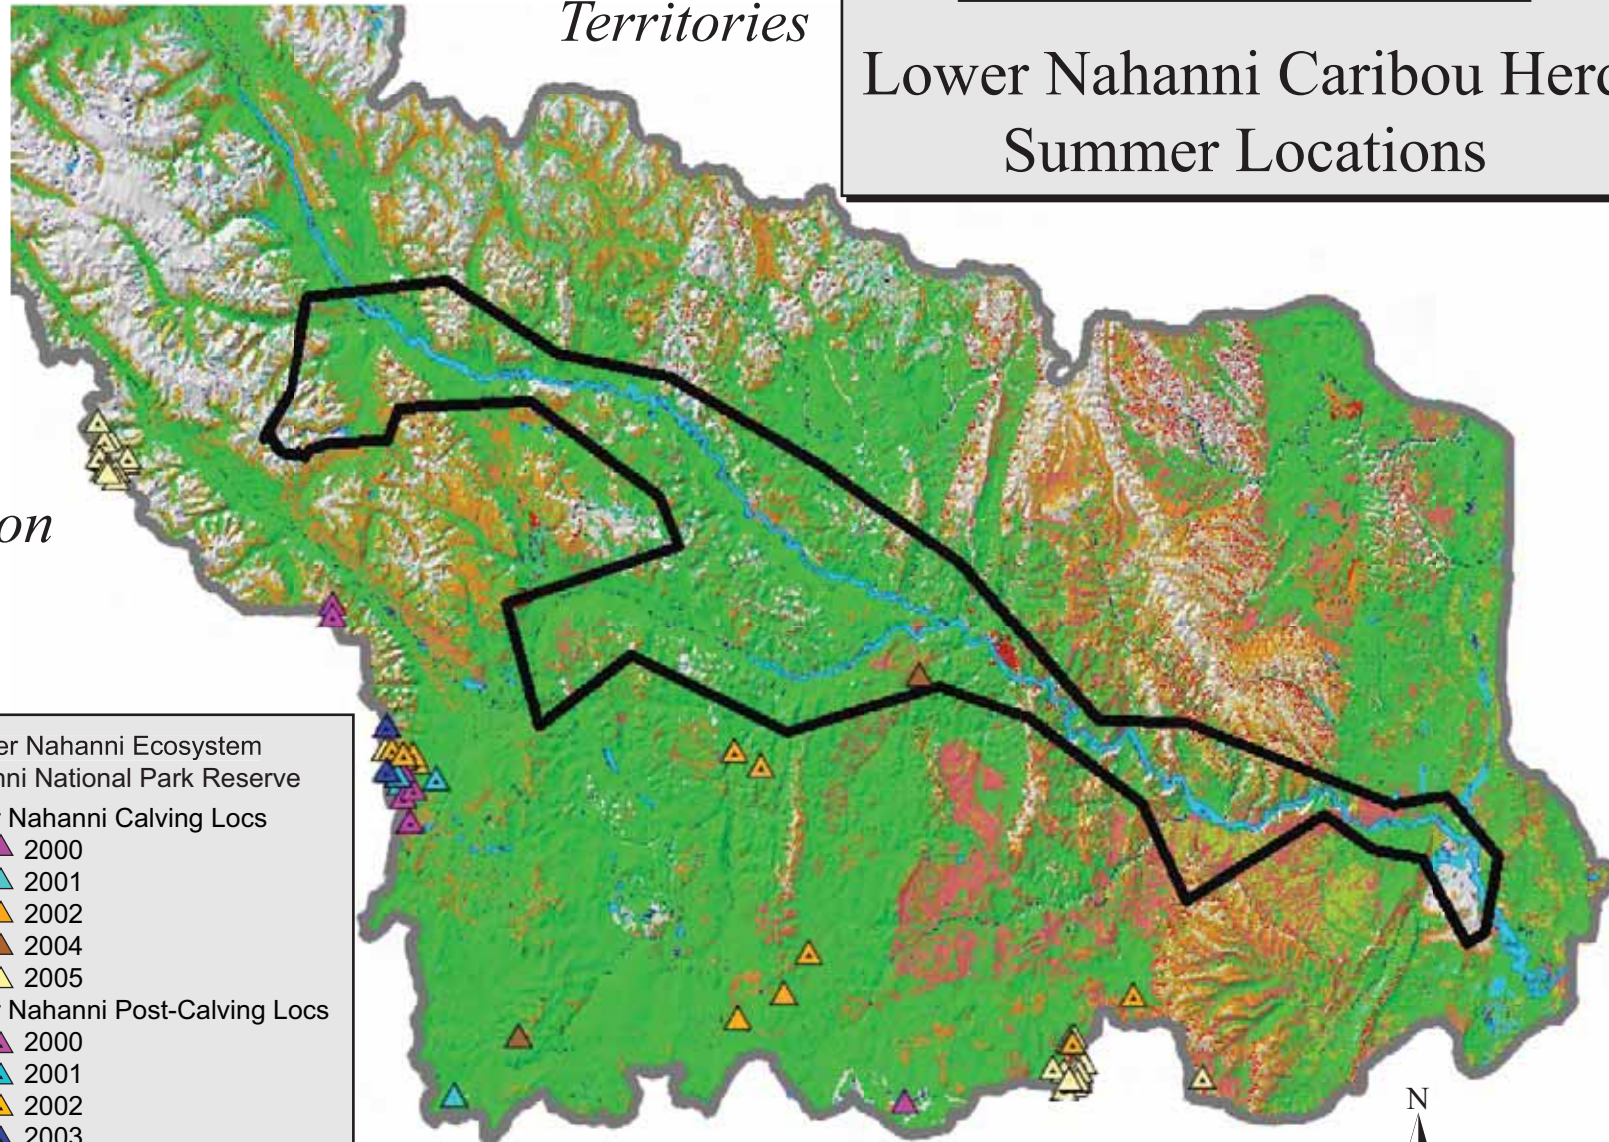 Territories
Lower Nahanni Caribou Herd
Summer Locations
on
er Nahanni Ecosystem
nni National Park Reserve
Nahanni Calving Locs
2000
2001
2002
2004
2005
Nahanni Post-Calving Locs
2000
2001
2002
2003
N